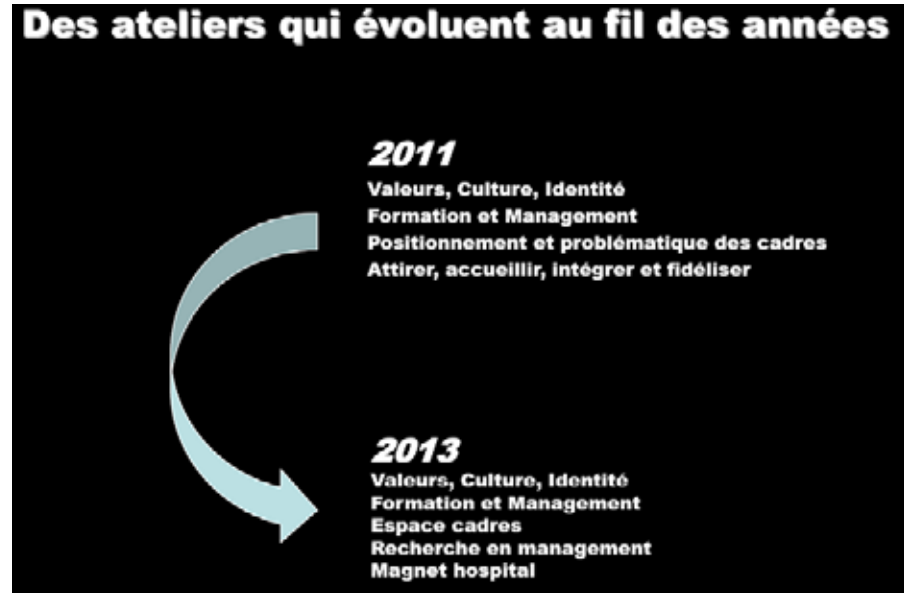 Des ateliers qui évoluent au fil des années
2011
Valeurs, Culture, Identité
Formation et Management
Positionnement et problématique des cadres
Attirer, accueillir, intégrer et fidéliser
2013
Valeurs, Culture, Identité
Formation et Management
Espace cadres
Recherche en management
Magnet hospital